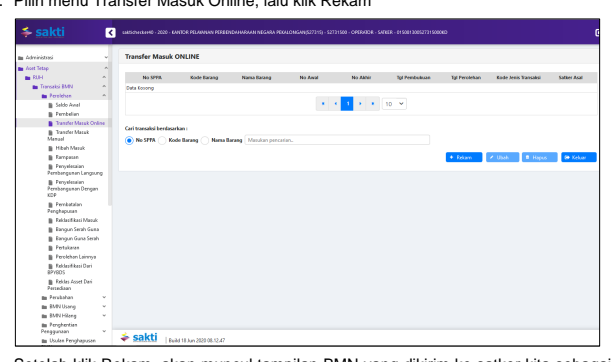 Pilih menu Transfer Masuk Online, lalu klik Rekam
sakti
saktichecker40 - 2020 - KANTOR PELAYANAN PERBENDAHARAAN NEGARA PEKALONGAN(527315) - 52731500 - OPERATOR - SATKER - 015080130527315000KD
Administrasi
Aset Tetap
RUH
Transaksi BMN
Perolehan
Saldo Awal
Pembelian
Transfer Masuk Online
Transfer Masuk
Manual
Hibah Masuk
Rampasan
Penyelesaian
Pembangunan Langsung
Penyelesaian
Pembangunan Dengan
KDP
Pembatalan
Penghapusan
Reklasifikasi Masuk
Bangun Serah Guna
Bangun Guna Serah
Pertukaran
Perolehan Lainnya
Reklasifikasi Dari
BPYBDS
Reklas Asset Dari
Persediaan
Perubahan
BMN Usang
BMN Hilang
Penghentian
Penggunaan
Usulan Penghapusan
Transfer Masuk ONLINE
No SPPA Kode Barang Nama Barang No Awal No Akhir Tgl Pembukuan Tgl Perolehan Kode Jenis Transaksi Satker Asal
Data Kosong
1 10
Cari transaksi berdasarkan :
No SPPA Kode Barang Nama Barang Masukan pencarian..
Rekam Ubah Hapus Keluar
sakti Build 18 Jun 2020 08.12.47
Setelah klik Rekam, akan muncul tampilan BMN yang dikirim ke satker kita sebagai